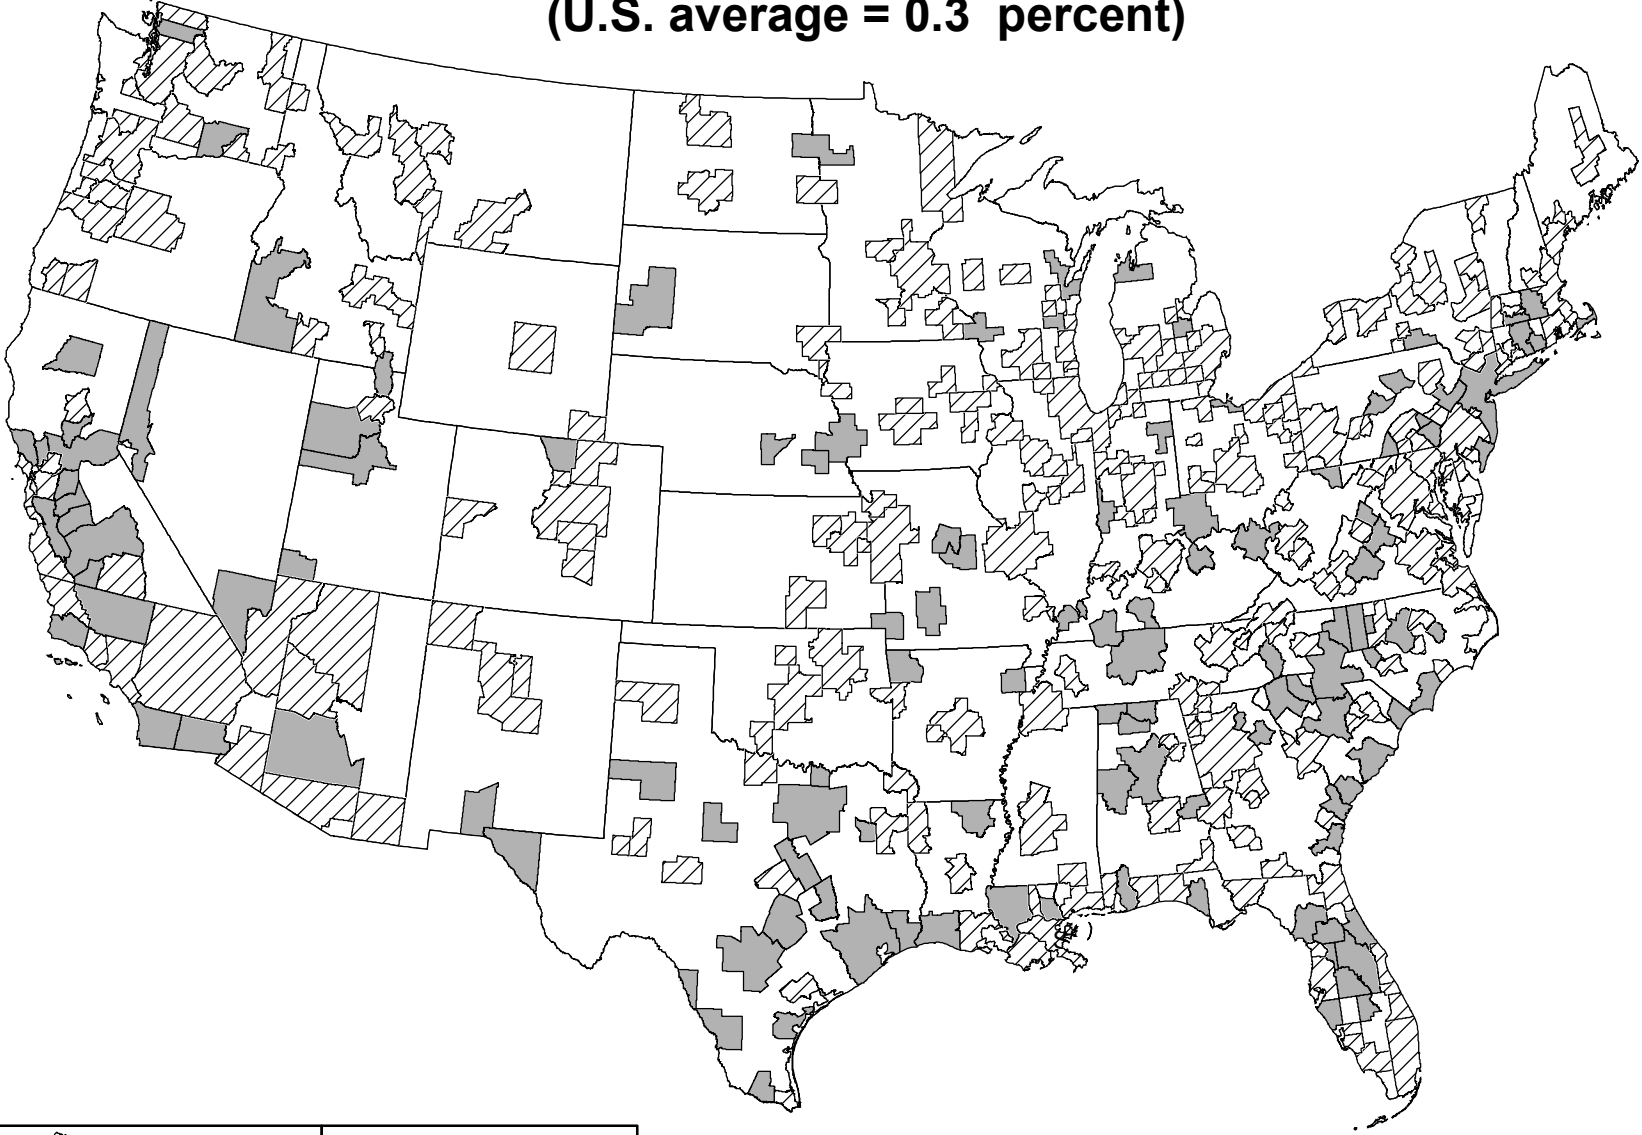 (U.S. average = 0.3 percent)